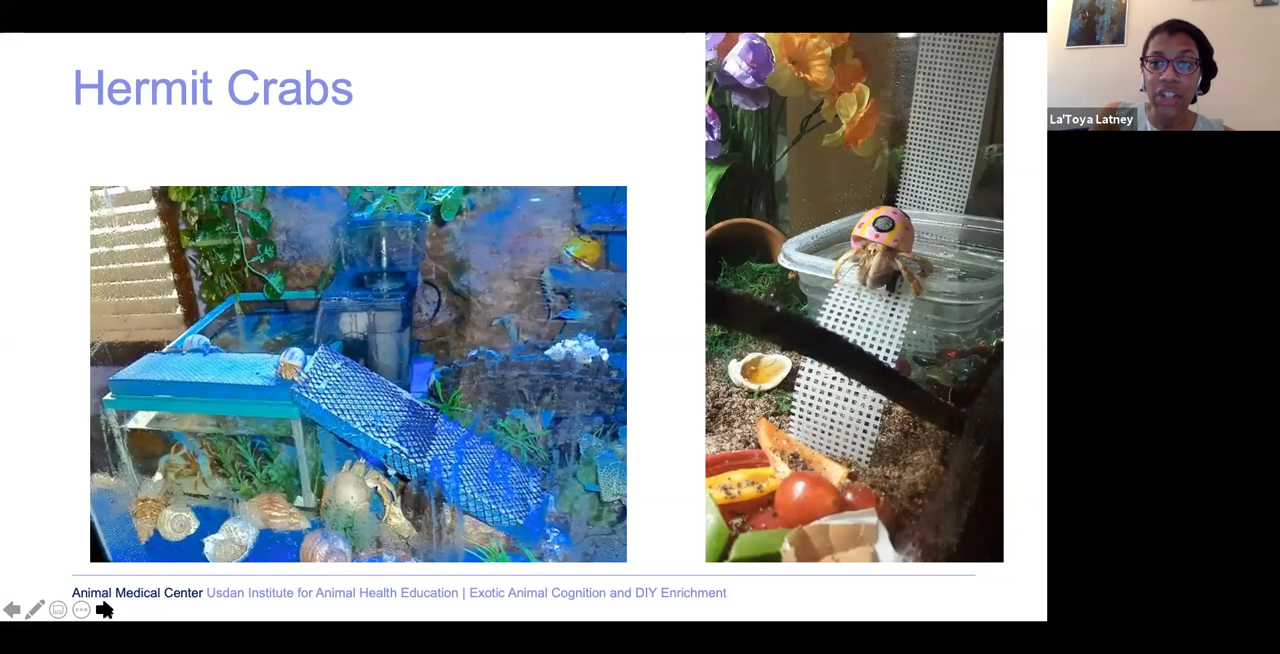 Hermit Crabs
La'Toya Latney
Animal Medical Center Usdan Institute for Animal Health Education | Exotic Animal Cognition and DIY Enrichment